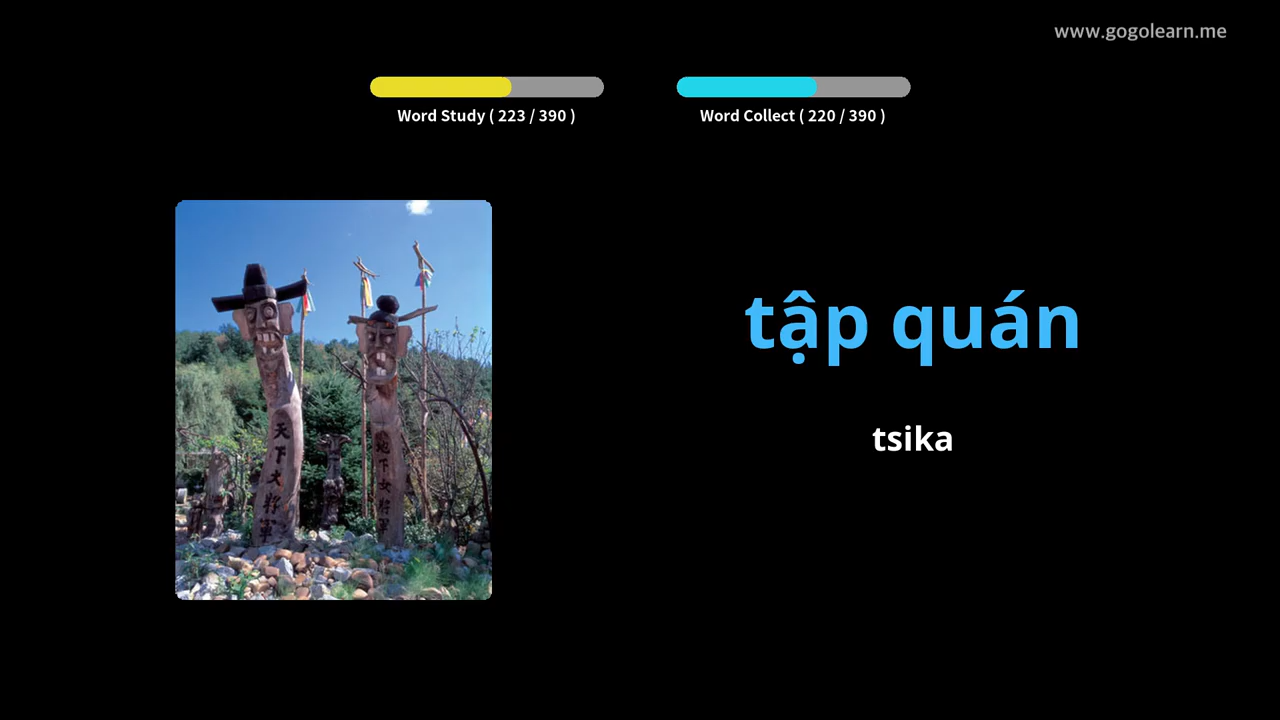 www.gogolearn.me
Word Study ( 223 / 390 )
Word Collect ( 220 / 390 )
tập quán
tsika
天下大將軍
地下女將軍